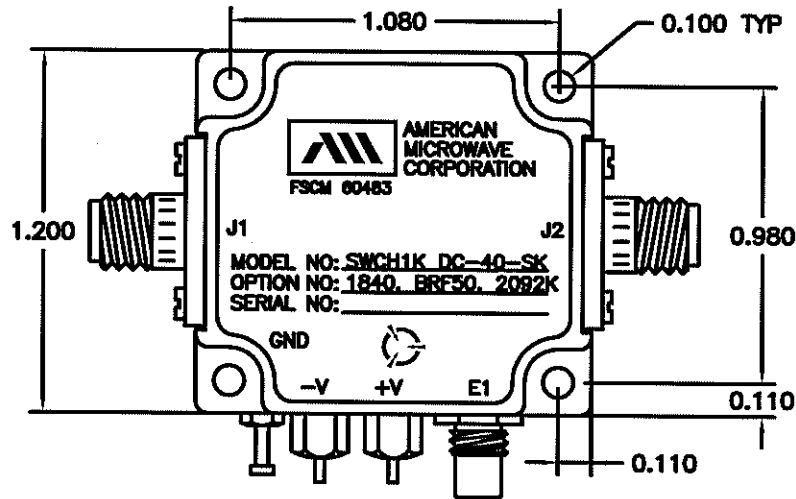 1.080
0.100 TYP
AMERICAN
MICROWAVE
CORPORATION
FSCM 60483
1.200
J1
J2
0.980
MODEL NO: SWCH1K DC-40-SK
OPTION NO: 1840, BRF50, 2092K
SERIAL NO:
GND
-V
+V
E1
0.110
0.110